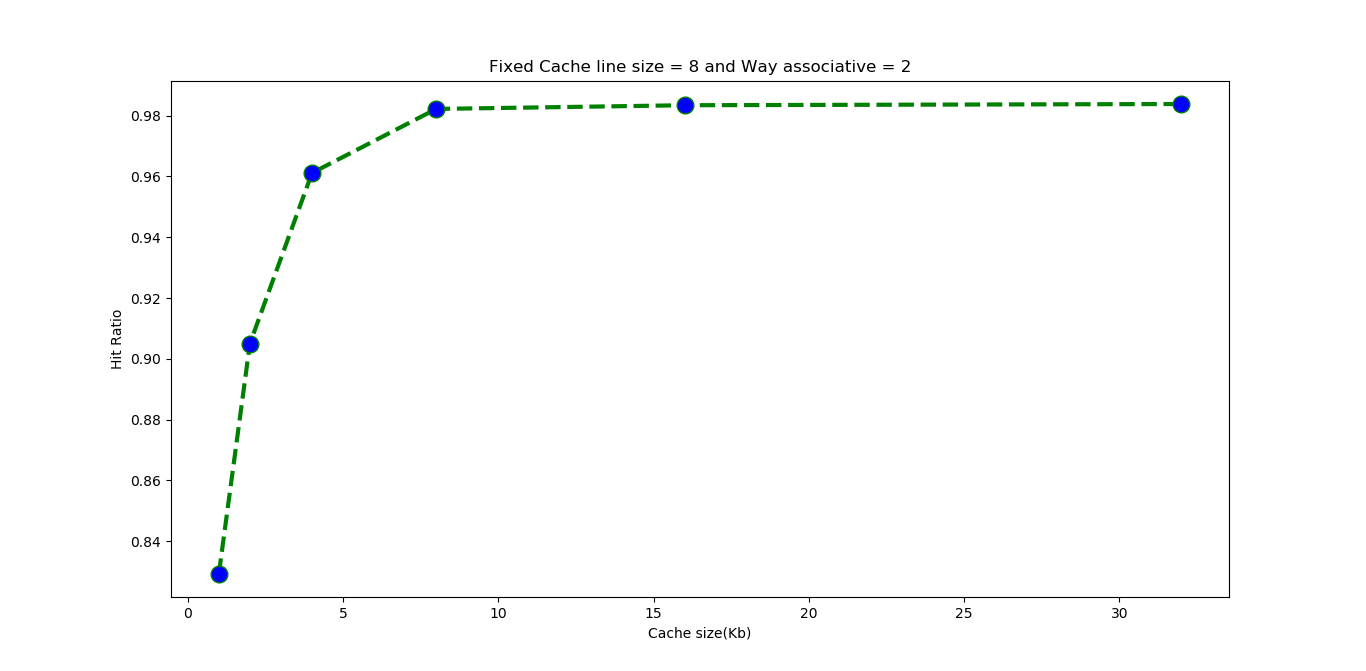 Fixed Cache line size = 8 and Way associative = 2
0.98
0.96
0.94
0.92
0.90
0.88
0.86
0.84
Hit Ratio
0 5 10 15 20 25 30
Cache size(Kb)